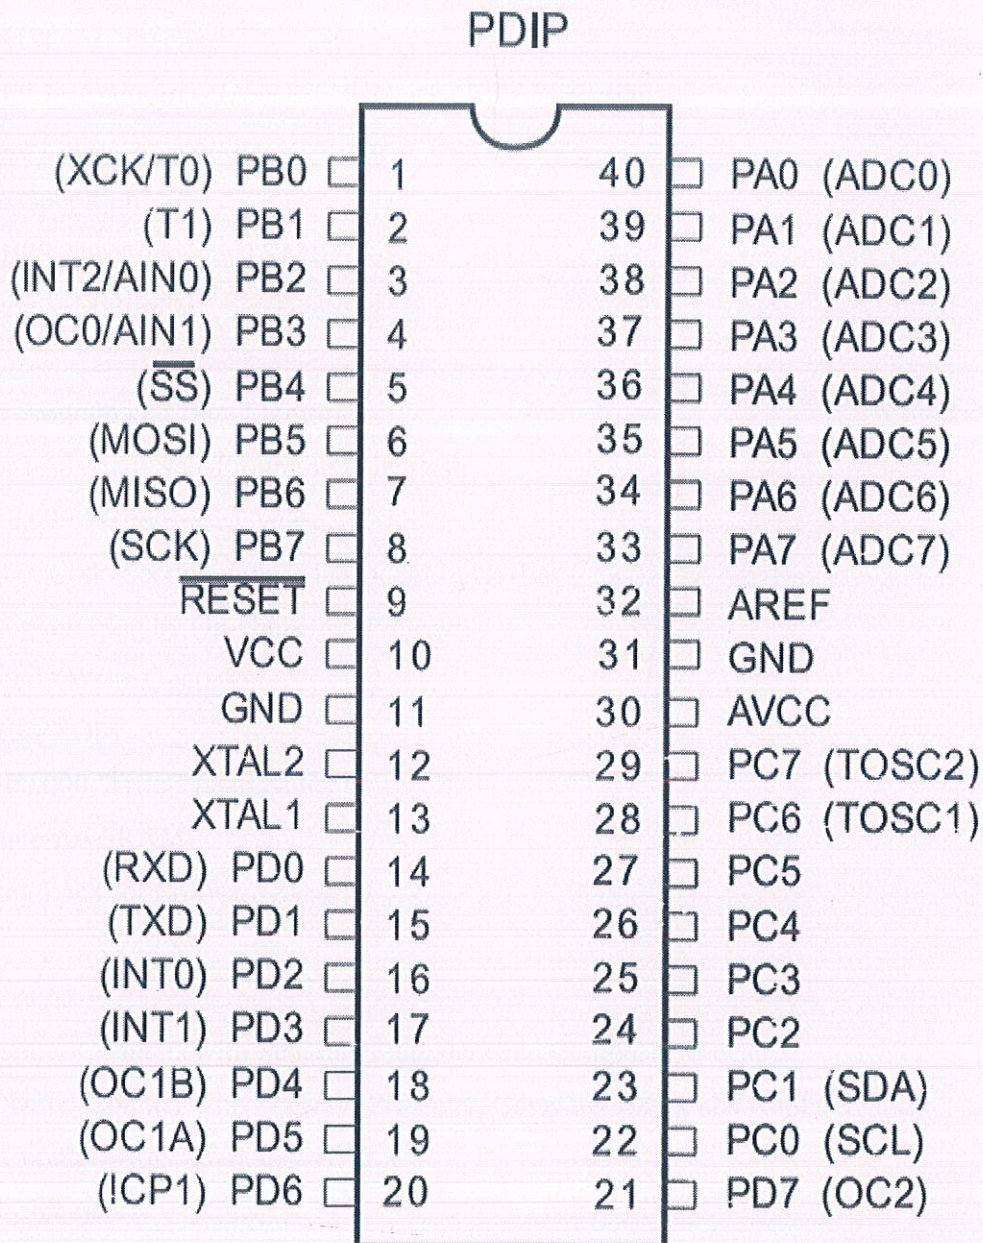 PDIP
(XCK/T0) PB0 1 40 PA0 (ADC0)
(T1) PB1 2 39 PA1 (ADC1)
(INT2/AIN0) PB2 3 38 PA2 (ADC2)
(OC0/AIN1) PB3 4 37 PA3 (ADC3)
(S̅S̅) PB4 5 36 PA4 (ADC4)
(MOSI) PB5 6 35 PA5 (ADC5)
(MISO) PB6 7 34 PA6 (ADC6)
(SCK) PB7 8 33 PA7 (ADC7)
R̅E̅S̅E̅T̅ 9 32 AREF
VCC 10 31 GND
GND 11 30 AVCC
XTAL2 12 29 PC7 (TOSC2)
XTAL1 13 28 PC6 (TOSC1)
(RXD) PD0 14 27 PC5
(TXD) PD1 15 26 PC4
(INT0) PD2 16 25 PC3
(INT1) PD3 17 24 PC2
(OC1B) PD4 18 23 PC1 (SDA)
(OC1A) PD5 19 22 PC0 (SCL)
(!CP1) PD6 20 21 PD7 (OC2)